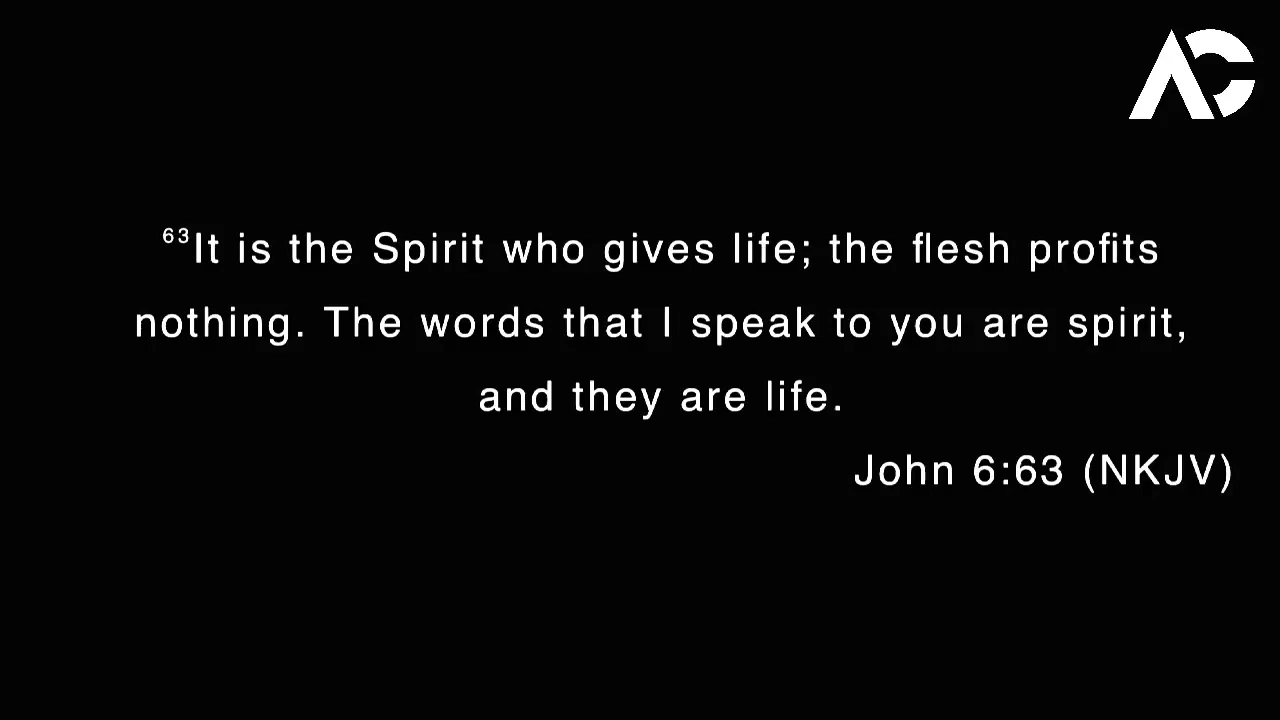 AC
⁶³It is the Spirit who gives life; the flesh profits
nothing. The words that I speak to you are spirit,
and they are life.
John 6:63 (NKJV)